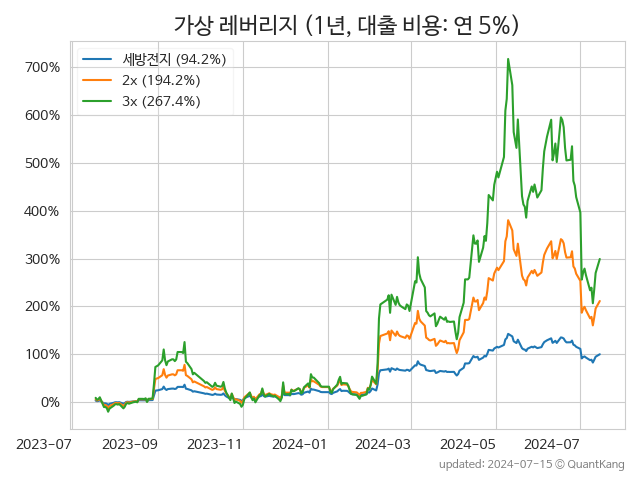 가상 레버리지 (1년, 대출 비용: 연 5%)
세방전지 (94.2%)
2x (194.2%)
3x (267.4%)
700%
600%
500%
400%
300%
200%
100%
0%
2023-07 2023-09 2023-11 2024-01 2024-03 2024-05 2024-07
updated: 2024-07-15 © QuantKang